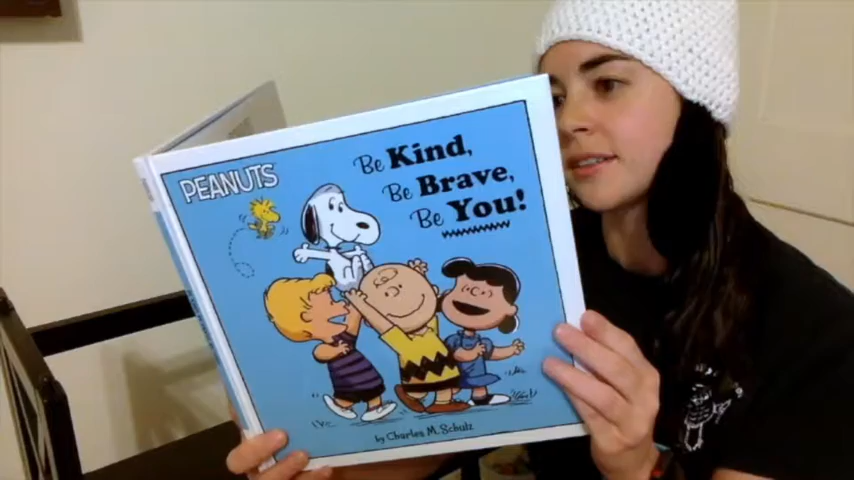 PEANUTS
Be Kind,
Be Brave,
Be You!
by Charles M. Schulz